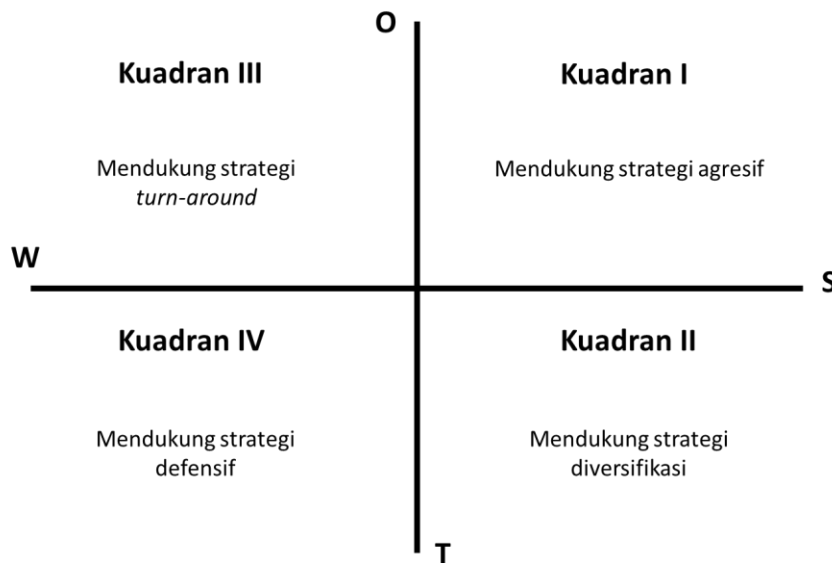 O
Kuadran III
Kuadran I
Mendukung strategi
turn-around
Mendukung strategi agresif
W
S
Kuadran IV
Kuadran II
Mendukung strategi
defensif
Mendukung strategi
diversifikasi
T